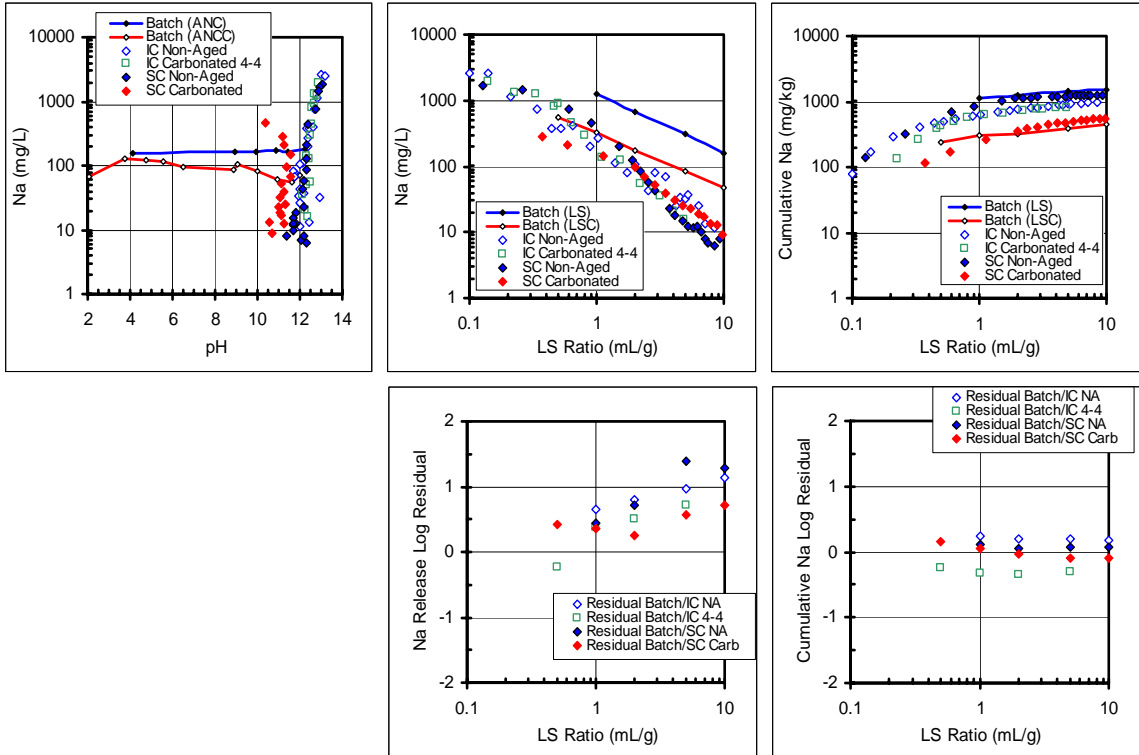 Batch (ANC)
Batch (ANCC)
IC Non-Aged
IC Carbonated 4-4
SC Non-Aged
SC Carbonated
10000
1000
100
10
1
2 4 6 8 10 12 14
Na (mg/L)
pH
10000
1000
100
10
1
0.1 1 10
Na (mg/L)
LS Ratio (mL/g)
Batch (LS)
Batch (LSC)
IC Non-Aged
IC Carbonated 4-4
SC Non-Aged
SC Carbonated
10000
1000
100
10
1
0.1 1 10
Cumulative Na (mg/kg)
LS Ratio (mL/g)
Batch (LS)
Batch (LSC)
IC Non-Aged
IC Carbonated 4-4
SC Non-Aged
SC Carbonated
2
1
0
-1
-2
0.1 1 10
Na Release Log Residual
LS Ratio (mL/g)
Residual Batch/IC NA
Residual Batch/IC 4-4
Residual Batch/SC NA
Residual Batch/SC Carb
Residual Batch/IC NA
Residual Batch/IC 4-4
Residual Batch/SC NA
Residual Batch/SC Carb
2
1
0
-1
-2
0.1 1 10
Cumulative Na Log Residual
LS Ratio (mL/g)